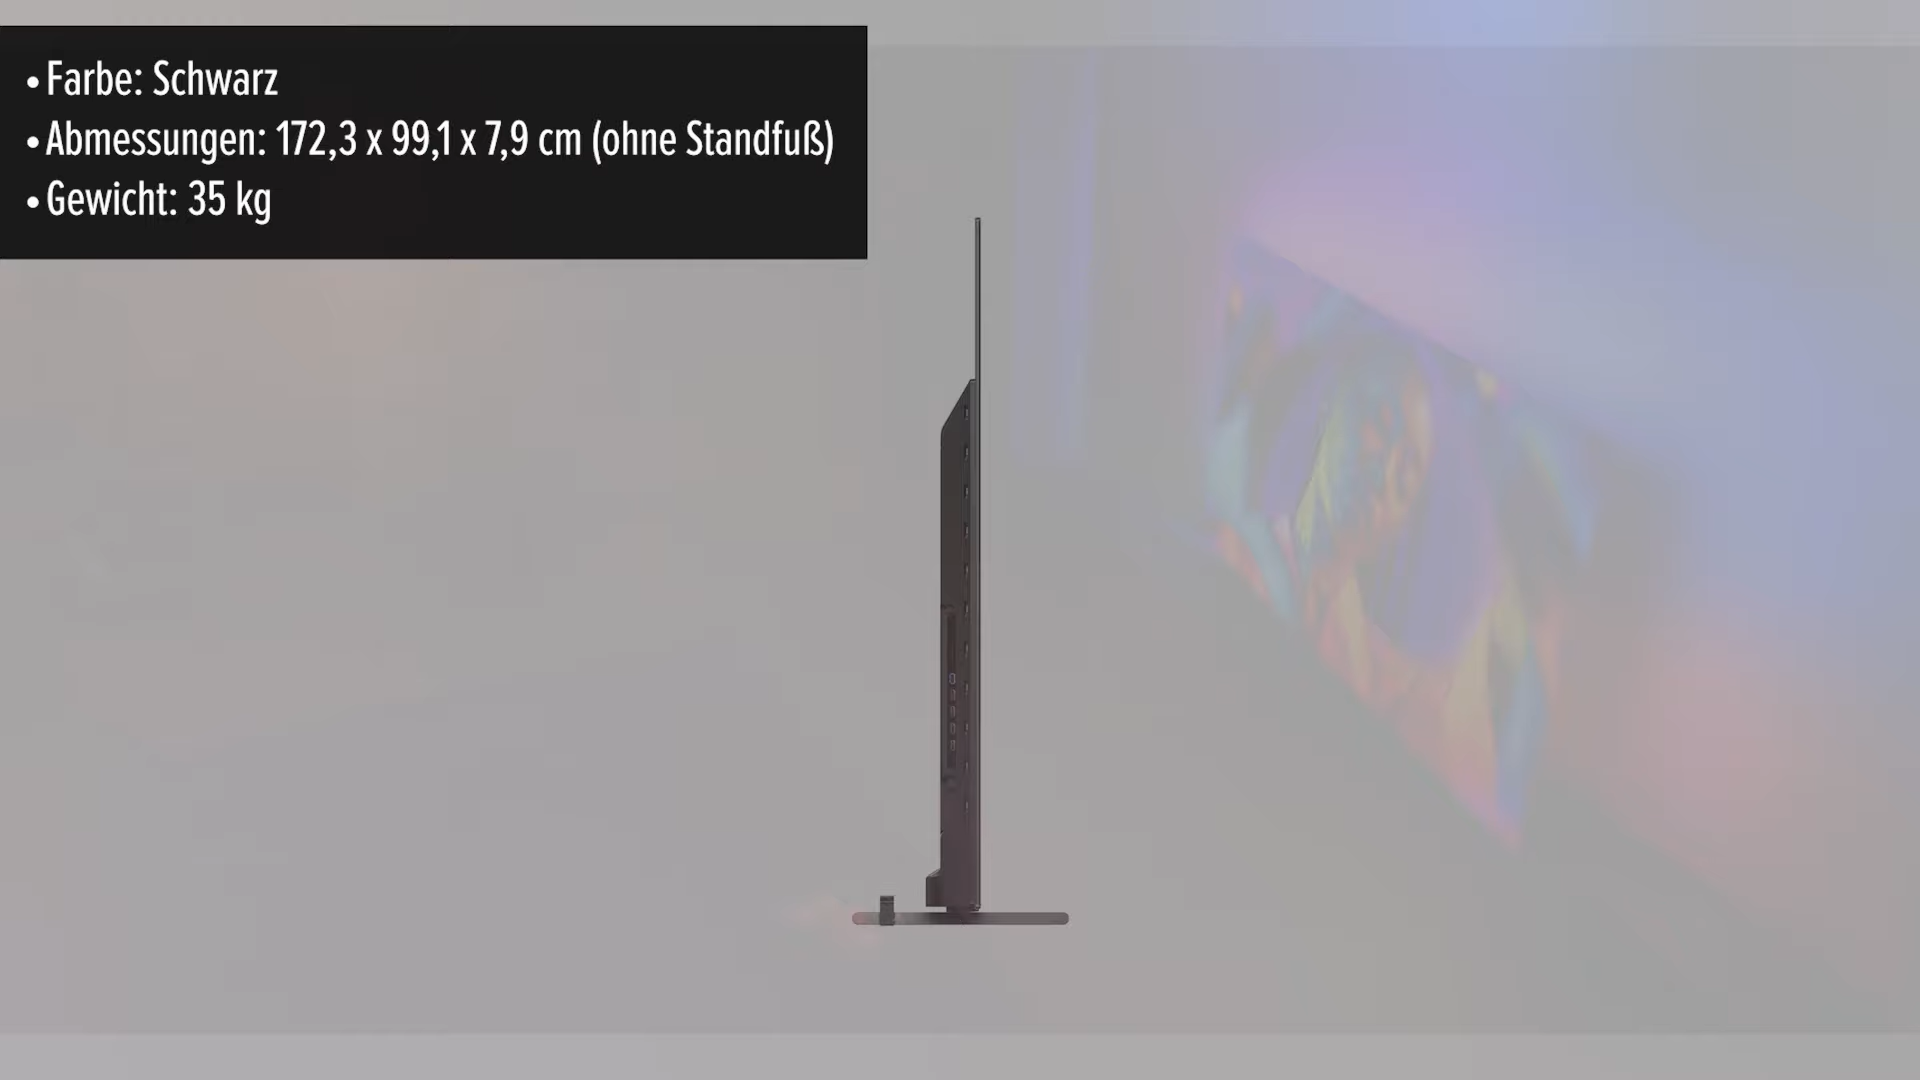 • Farbe: Schwarz
• Abmessungen: 172,3 x 99,1 x 7,9 cm (ohne Standfuß)
• Gewicht: 35 kg